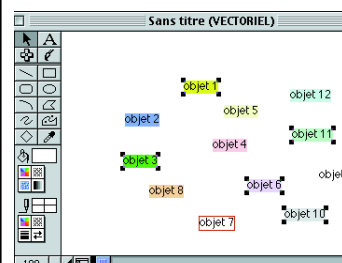 Sans titre (VECTORIEL)
A
objet 1
objet 12
objet 5
objet 2
objet 11
objet 4
objet 3
obje
objet 6
objet 8
objet 10
objet 7
100